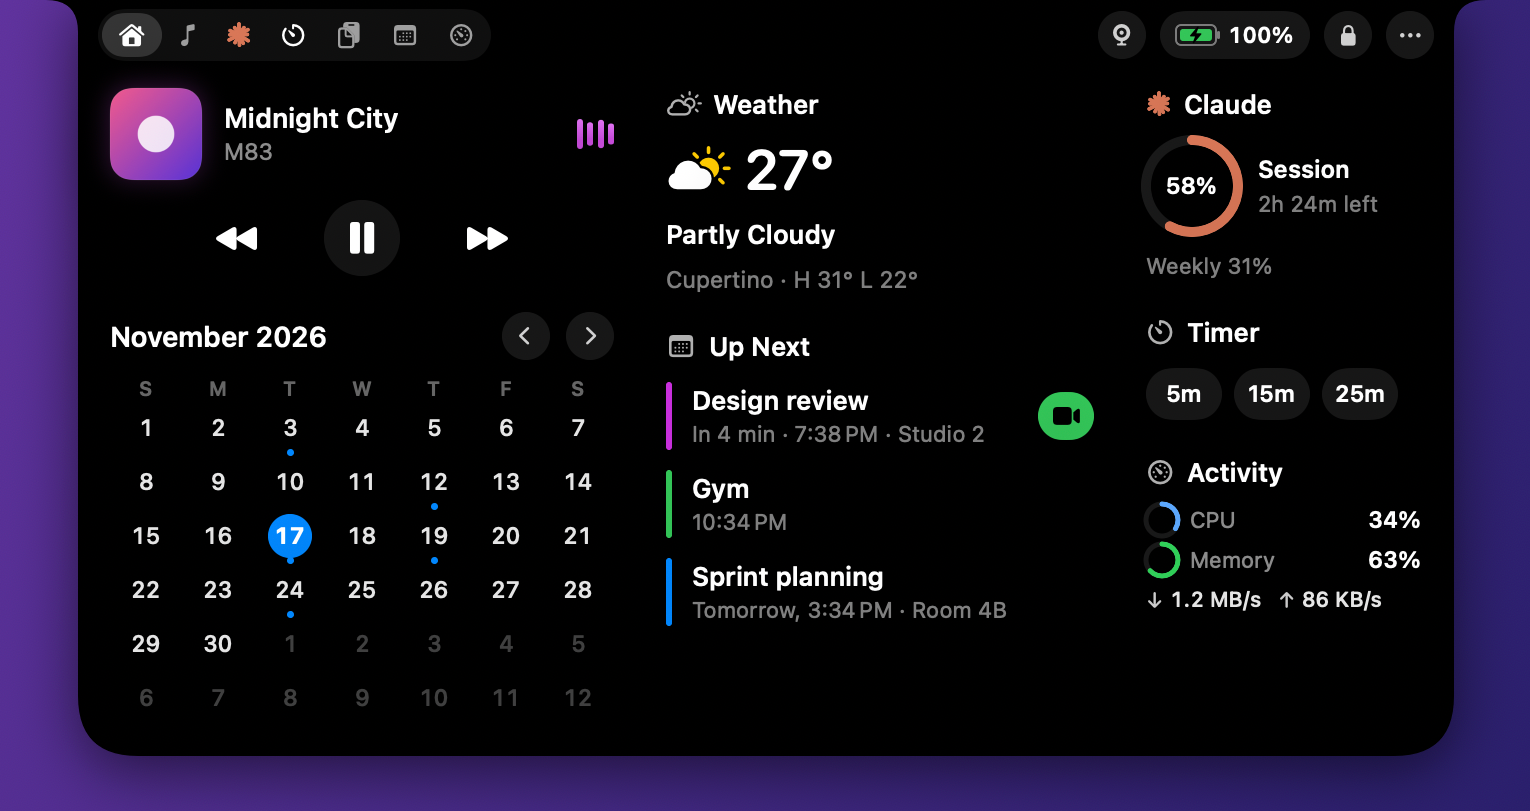 100%
Midnight City
M83
November 2026
S M T W T F S
1 2 3 4 5 6 7
8 9 10 11 12 13 14
15 16 17 18 19 20 21
22 23 24 25 26 27 28
29 30 1 2 3 4 5
6 7 8 9 10 11 12
Weather
27°
Partly Cloudy
Cupertino · H 31° L 22°
Up Next
Design review
In 4 min · 7:38 PM · Studio 2
Gym
10:34 PM
Sprint planning
Tomorrow, 3:34 PM · Room 4B
Claude
58%
Session
2h 24m left
Weekly 31%
Timer
5m 15m 25m
Activity
CPU 34%
Memory 63%
↓ 1.2 MB/s ↑ 86 KB/s